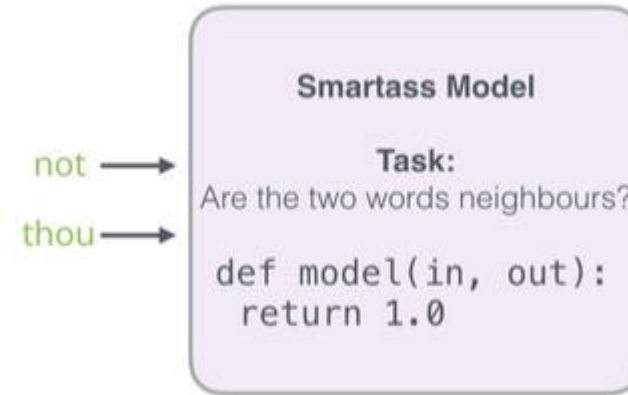 Smartass Model
not
Task:
Are the two words neighbours?
thou
def model(in, out):
return 1.0